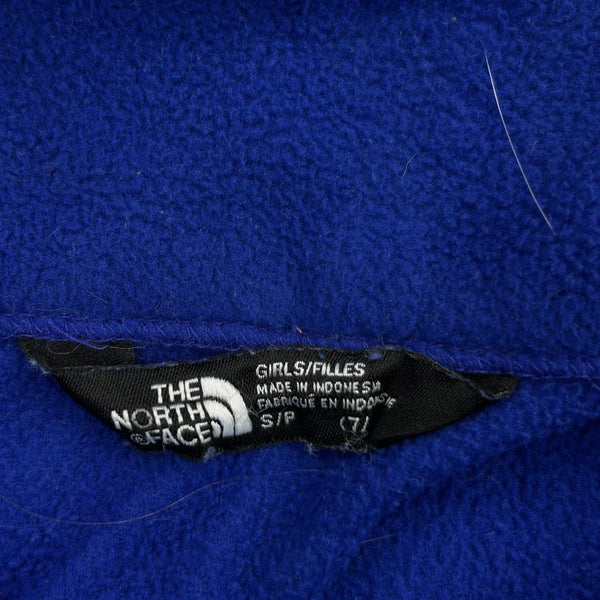 THE
NORTH
FACE
GIRLS/FILLES
MADE IN INDONESIA
FABRIQUÉ EN INDONÉSIE
S/P (7)